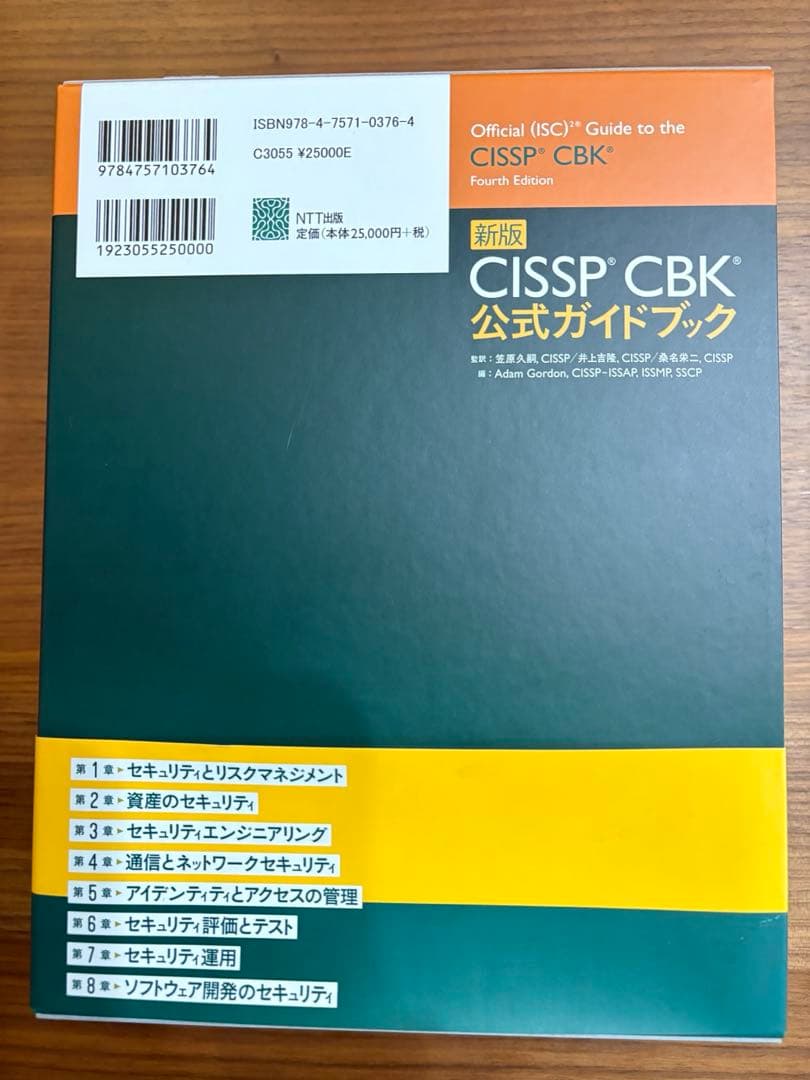 ISBN978-4-7571-0376-4
9784757103764
C3055 ¥25000E
1923055250000
NTT出版
定価(本体25,000円+税)
Official (ISC)²® Guide to the
CISSP® CBK®
Fourth Edition
新版
CISSP® CBK®
公式ガイドブック
監訳:笠原久嗣, CISSP/井上吉隆, CISSP/桑名栄二, CISSP
編:Adam Gordon, CISSP-ISSAP, ISSMP, SSCP
第1章▶セキュリティとリスクマネジメント
第2章▶資産のセキュリティ
第3章▶セキュリティエンジニアリング
第4章▶通信とネットワークセキュリティ
第5章▶アイデンティティとアクセスの管理
第6章▶セキュリティ評価とテスト
第7章▶セキュリティ運用
第8章▶ソフトウェア開発のセキュリティ